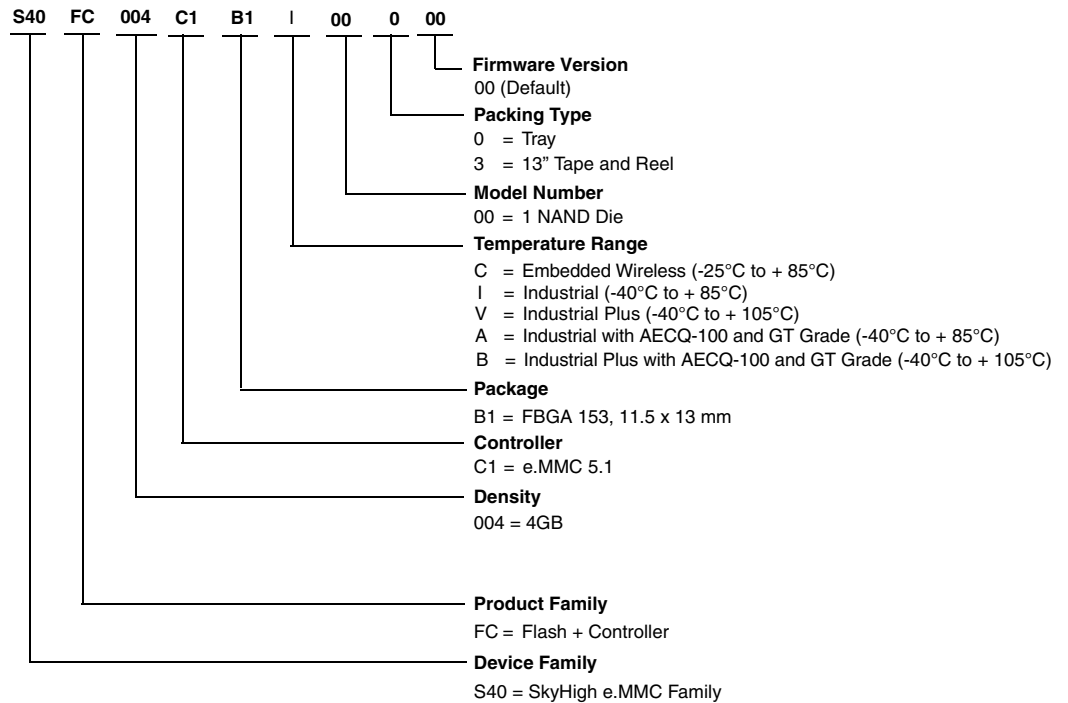 S40 FC 004 C1 B1 I 00 0 00
Firmware Version
00 (Default)
Packing Type
0 = Tray
3 = 13” Tape and Reel
Model Number
00 = 1 NAND Die
Temperature Range
C = Embedded Wireless (-25°C to + 85°C)
I = Industrial (-40°C to + 85°C)
V = Industrial Plus (-40°C to + 105°C)
A = Industrial with AECQ-100 and GT Grade (-40°C to + 85°C)
B = Industrial Plus with AECQ-100 and GT Grade (-40°C to + 105°C)
Package
B1 = FBGA 153, 11.5 x 13 mm
Controller
C1 = e.MMC 5.1
Density
004 = 4GB
Product Family
FC = Flash + Controller
Device Family
S40 = SkyHigh e.MMC Family